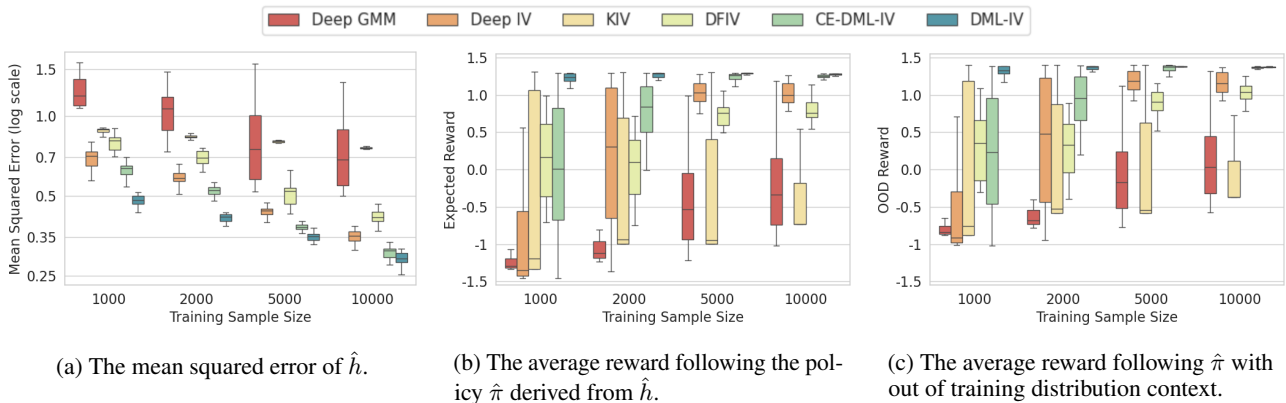 Deep GMM Deep IV KIV DFIV CE-DML-IV DML-IV
Mean Squared Error (log scale)
1.5
1.0
0.7
0.5
0.35
0.25
1000 2000 5000 10000
Training Sample Size
Expected Reward
1.5
1.0
0.5
0.0
-0.5
-1
-1.5
1000 2000 5000 10000
Training Sample Size
OOD Reward
1.5
1.0
0.5
0.0
-0.5
-1
-1.5
1000 2000 5000 10000
Training Sample Size
(a) The mean squared error of ĥ.
(b) The average reward following the pol-
icy π̂ derived from ĥ.
(c) The average reward following π̂ with
out of training distribution context.